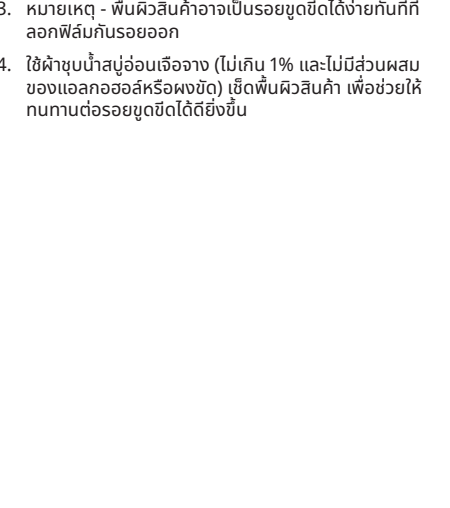 3. หมายเหตุ - พื้นผิวสินค้าอาจเป็นรอยขูดขีดได้ง่ายทันทีที่
ลอกฟิล์มกันรอยออก
4. ใช้ผ้าชุบน้ำสบู่อ่อนเจือจาง (ไม่เกิน 1% และไม่มีส่วนผสม
ของแอลกอฮอล์หรือผงขัด) เช็ดพื้นผิวสินค้า เพื่อช่วยให้
ทนทานต่อรอยขูดขีดได้ดียิ่งขึ้น